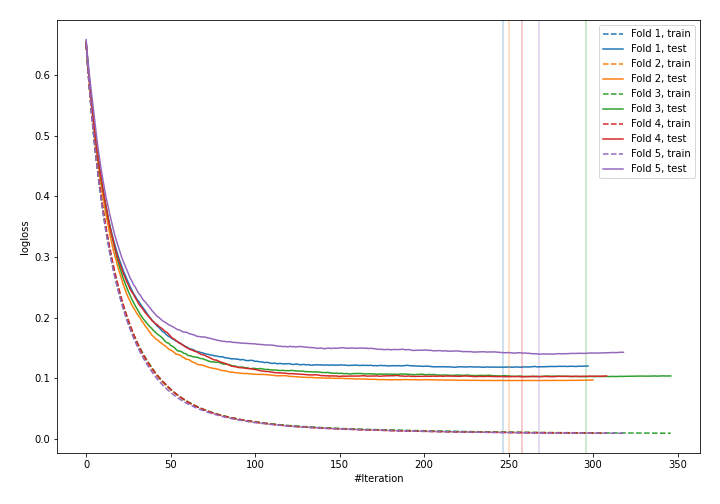 Fold 1, train
Fold 1, test
Fold 2, train
Fold 2, test
Fold 3, train
Fold 3, test
Fold 4, train
Fold 4, test
Fold 5, train
Fold 5, test
0.6
0.5
0.4
0.3
0.2
0.1
0.0
logloss
0 50 100 150 200 250 300 350
#Iteration